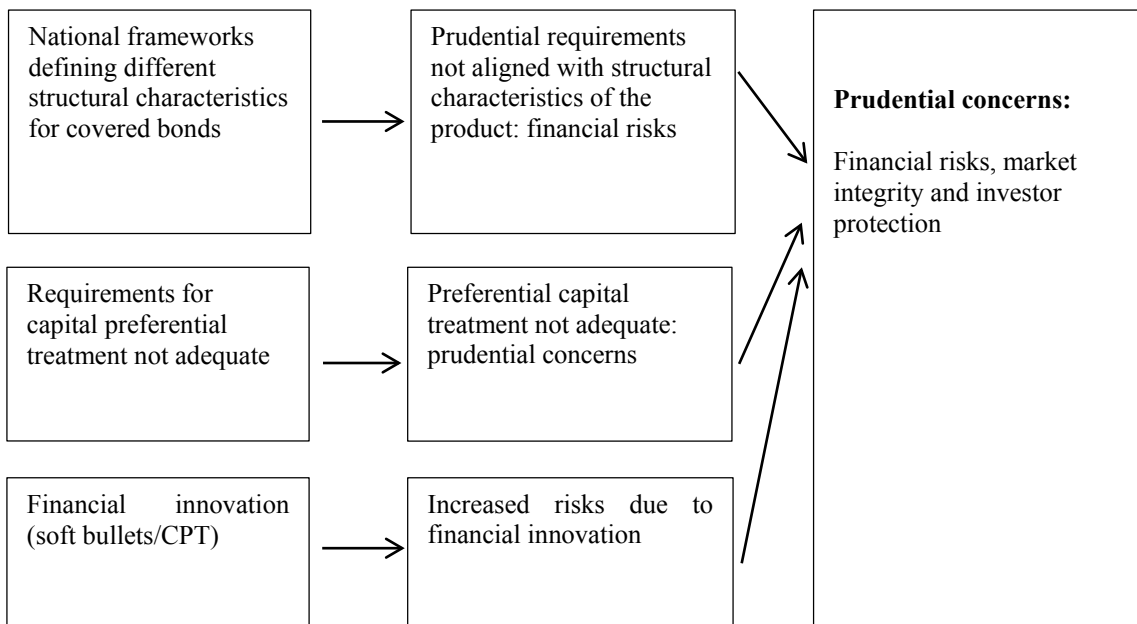 National frameworks
defining different
structural characteristics
for covered bonds
Prudential requirements
not aligned with structural
characteristics of the
product: financial risks
Prudential concerns:
Financial risks, market
integrity and investor
protection
Requirements for
capital preferential
treatment not adequate
Preferential capital
treatment not adequate:
prudential concerns
Financial innovation
(soft bullets/CPT)
Increased risks due to
financial innovation